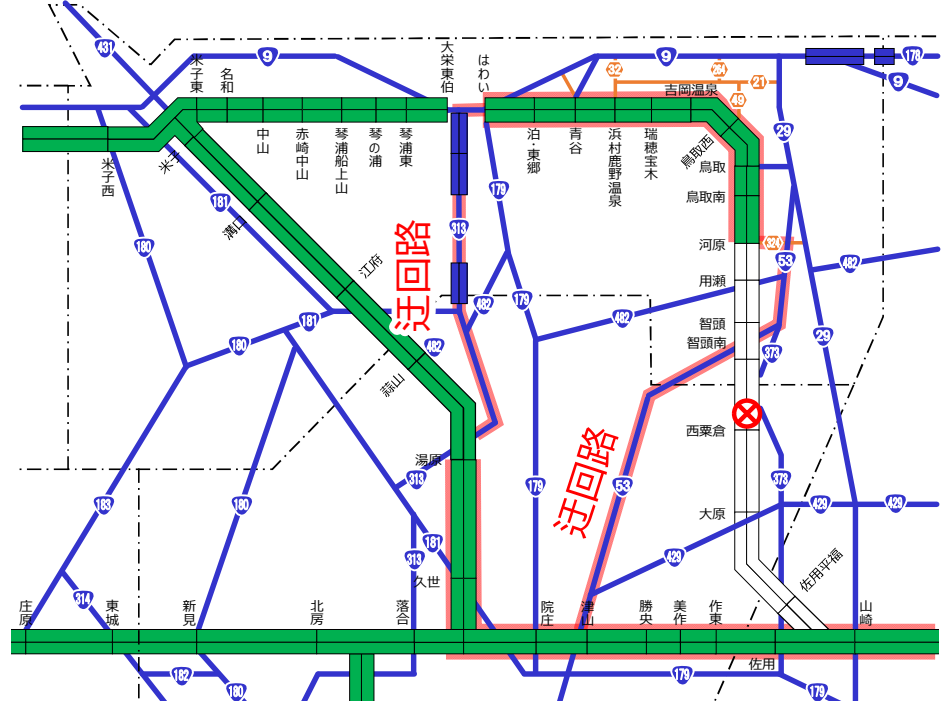 431
9
9
178
9
米子東
名和
大栄東伯
はわい
32
264
21
49
吉岡温泉
29
中山
赤碕中山
琴浦船上山
琴の浦
琴浦東
泊・東郷
青谷
浜村鹿野温泉
瑞穂宝木
鳥取西
鳥取
鳥取南
米子西
米子
181
溝口
180
179
313
河原
324
53
482
江府
迂回路
用瀬
482
179
482
智頭
181
180
智頭南
373
29
482
蒜山
西粟倉
湯原
313
迂回路
53
179
373
183
180
大原
429
429
181
313
429
久世
佐用平福
314
庄原
東城
新見
北房
落合
院庄
津山
勝央
美作
作東
山崎
佐用
182
180
179
179